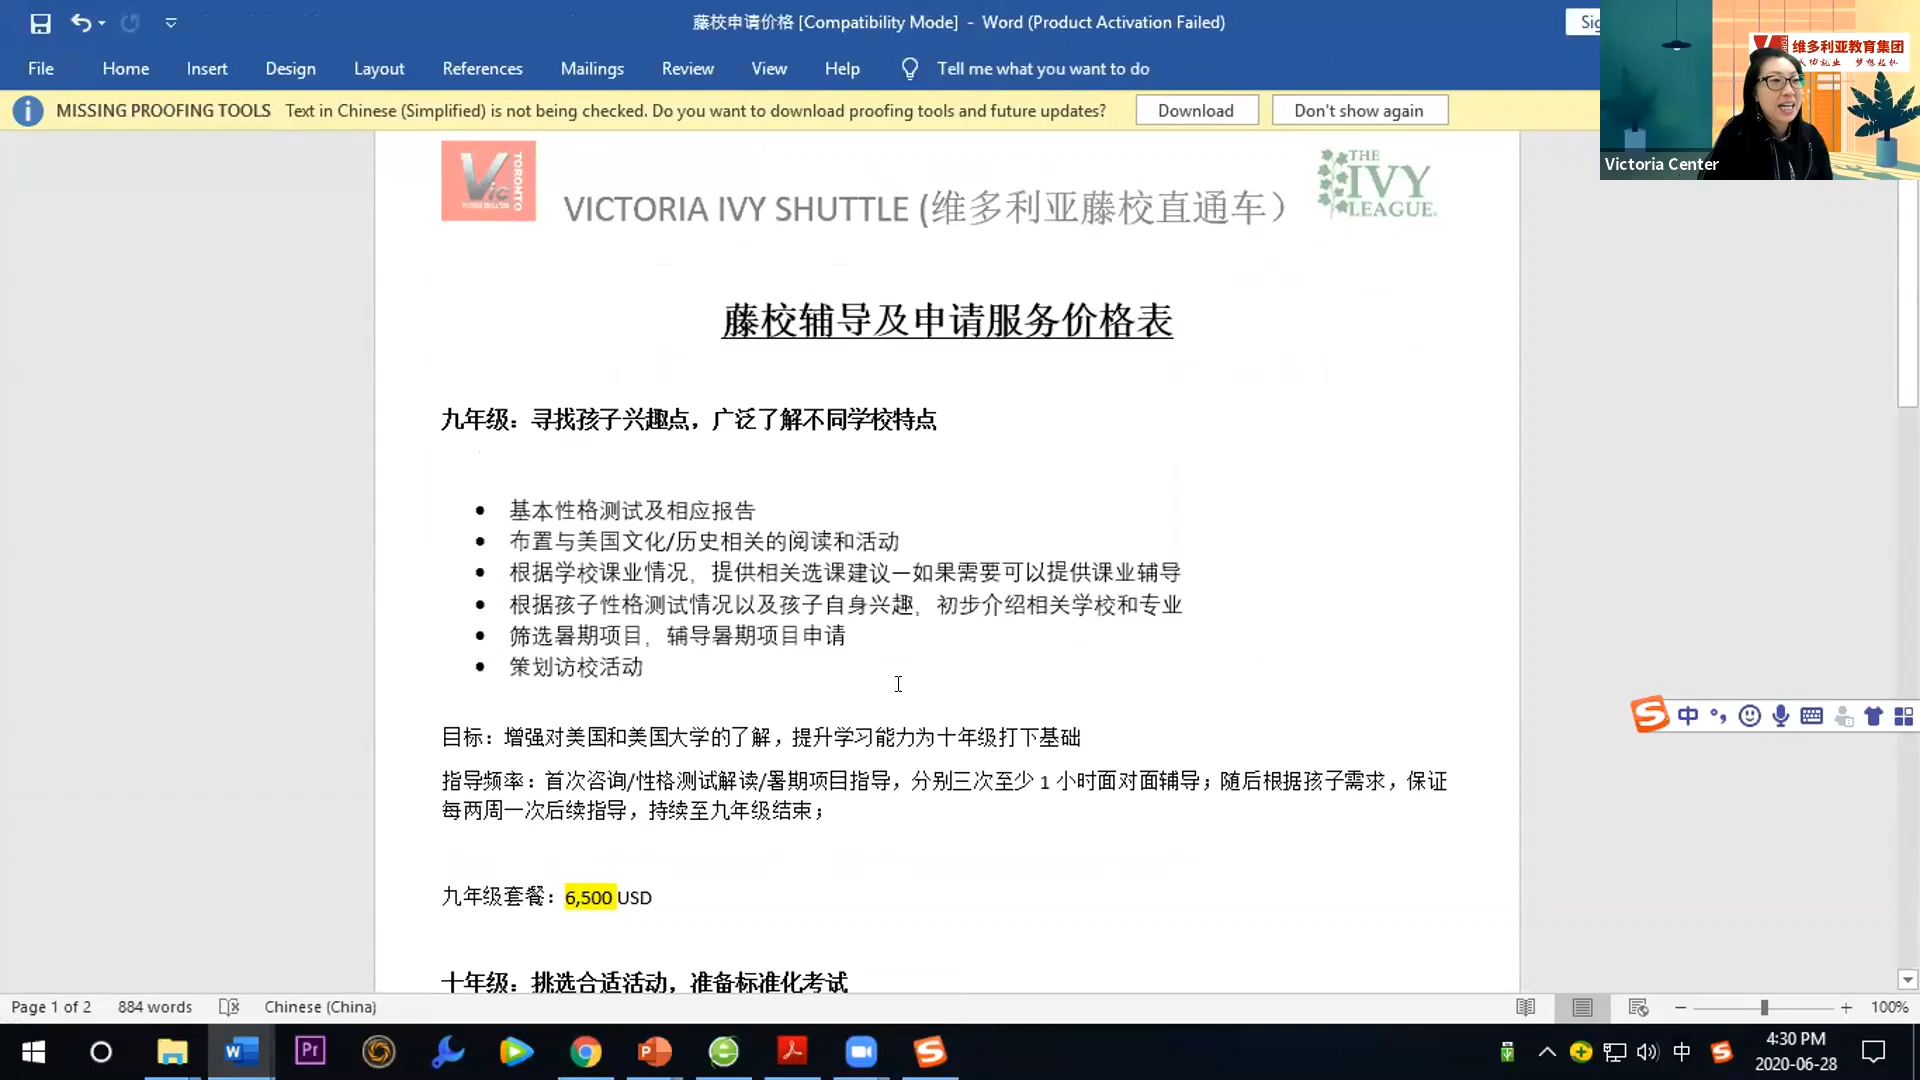 藤校申请价格 [Compatibility Mode] - Word (Product Activation Failed)
File Home Insert Design Layout References Mailings Review View Help Tell me what you want to do
MISSING PROOFING TOOLS Text in Chinese (Simplified) is not being checked. Do you want to download proofing tools and future updates? Download Don't show again
维多利亚教育集团
Victoria Center
Vic TORONTO
VICTORIA IVY SHUTTLE (维多利亚藤校直通车）
THE IVY LEAGUE
藤校辅导及申请服务价格表
九年级：寻找孩子兴趣点，广泛了解不同学校特点
• 基本性格测试及相应报告
• 布置与美国文化/历史相关的阅读和活动
• 根据学校课业情况，提供相关选课建议—如果需要可以提供课业辅导
• 根据孩子性格测试情况以及孩子自身兴趣，初步介绍相关学校和专业
• 筛选暑期项目，辅导暑期项目申请
• 策划访校活动
目标：增强对美国和美国大学的了解，提升学习能力为十年级打下基础
指导频率：首次咨询/性格测试解读/暑期项目指导，分别三次至少 1 小时面对面辅导；随后根据孩子需求，保证
每两周一次后续指导，持续至九年级结束；
九年级套餐：6,500 USD
十年级：挑选合适活动，准备标准化考试
中
Page 1 of 2 884 words Chinese (China) 100%
中 4:30 PM
2020-06-28